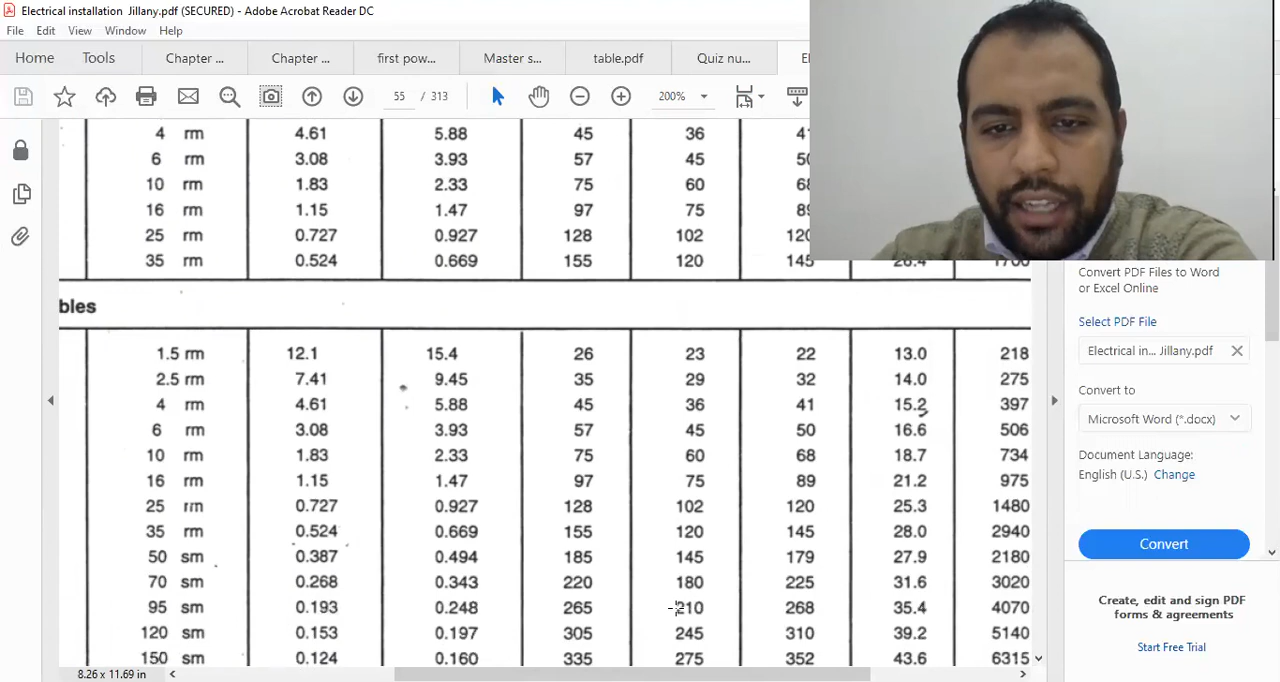 Electrical installation Jillany.pdf (SECURED) - Adobe Acrobat Reader DC
File Edit View Window Help
Home Tools Chapter ... Chapter ... first pow... Master s... table.pdf Quiz nu...
55 / 313 200%
4 rm 4.61 5.88 45 36
6 rm 3.08 3.93 57 45
10 rm 1.83 2.33 75 60
16 rm 1.15 1.47 97 75
25 rm 0.727 0.927 128 102 120
35 rm 0.524 0.669 155 120 145
bles
1.5 rm 12.1 15.4 26 23 22 13.0 218
2.5 rm 7.41 9.45 35 29 32 14.0 275
4 rm 4.61 5.88 45 36 41 15.2 397
6 rm 3.08 3.93 57 45 50 16.6 506
10 rm 1.83 2.33 75 60 68 18.7 734
16 rm 1.15 1.47 97 75 89 21.2 975
25 rm 0.727 0.927 128 102 120 25.3 1480
35 rm 0.524 0.669 155 120 145 28.0 2940
50 sm 0.387 0.494 185 145 179 27.9 2180
70 sm 0.268 0.343 220 180 225 31.6 3020
95 sm 0.193 0.248 265 210 268 35.4 4070
120 sm 0.153 0.197 305 245 310 39.2 5140
150 sm 0.124 0.160 335 275 352 43.6 6315
8.26 x 11.69 in
Convert PDF Files to Word
or Excel Online
Select PDF File
Electrical in... Jillany.pdf
Convert to
Microsoft Word (*.docx)
Document Language:
English (U.S.) Change
Convert
Create, edit and sign PDF
forms & agreements
Start Free Trial